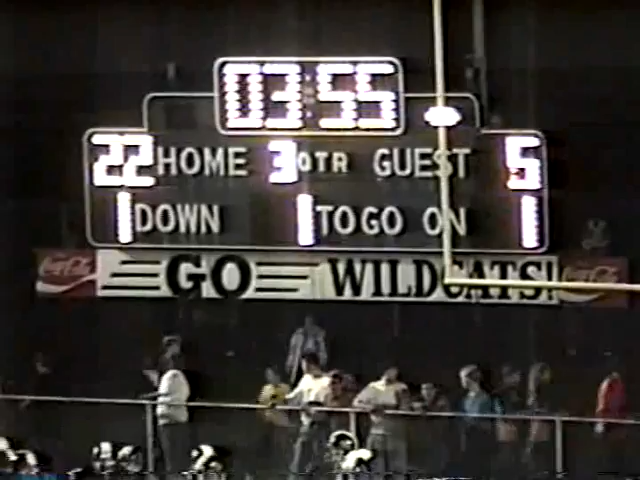 03:55
22 HOME 3 QTR GUEST 5
1 DOWN 1 TO GO ON 1
Coca-Cola GO WILDCATS! Coca-Cola